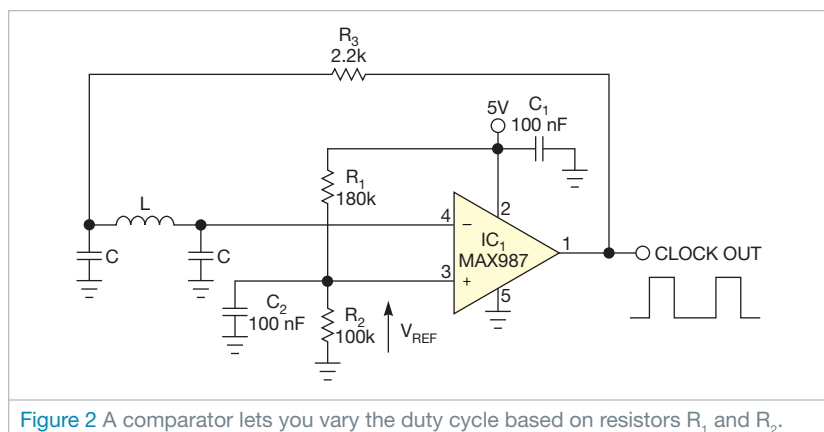 R₃
2.2k
5V
C₁
100 nF
R₁
180k
L
4
2
–
IC₁
MAX987
1
CLOCK OUT
C
C
3
+
5
C₂
100 nF
R₂
100k
V_REF
Figure 2 A comparator lets you vary the duty cycle based on resistors R₁ and R₂.